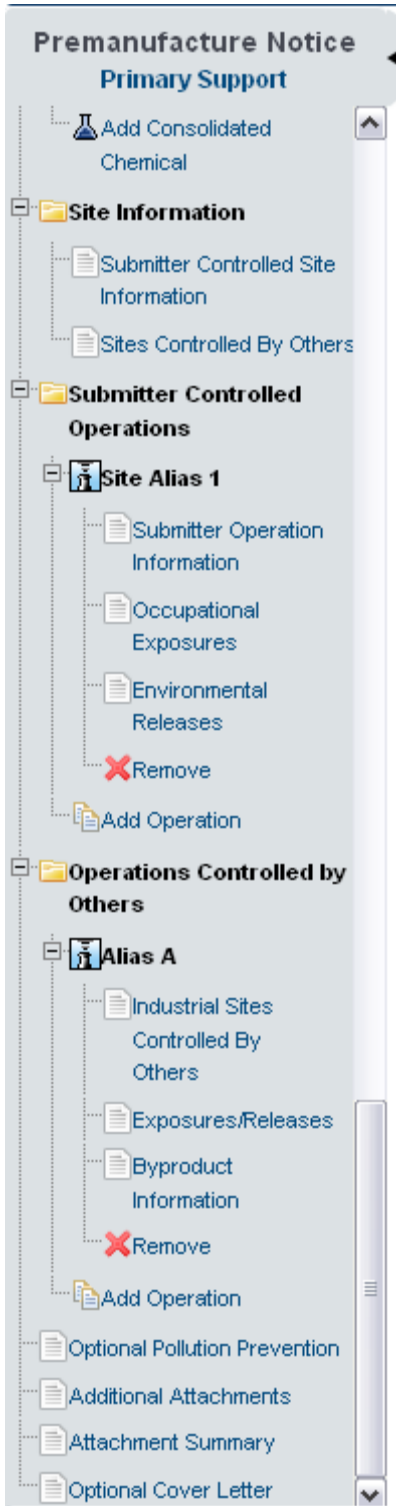 Premanufacture Notice
Primary Support
Add Consolidated
Chemical
Site Information
Submitter Controlled Site
Information
Sites Controlled By Others
Submitter Controlled
Operations
Site Alias 1
Submitter Operation
Information
Occupational
Exposures
Environmental
Releases
Remove
Add Operation
Operations Controlled by
Others
Alias A
Industrial Sites
Controlled By
Others
Exposures/Releases
Byproduct
Information
Remove
Add Operation
Optional Pollution Prevention
Additional Attachments
Attachment Summary
Optional Cover Letter